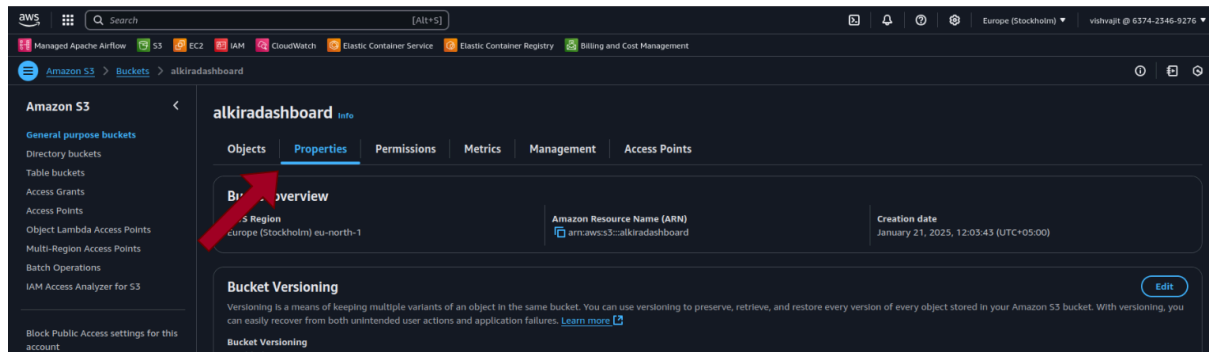 aws
Search
[Alt+S]
Europe (Stockholm)
vishvajit @ 6374-2346-9276
Managed Apache Airflow
S3
EC2
IAM
CloudWatch
Elastic Container Service
Elastic Container Registry
Billing and Cost Management
Amazon S3 > Buckets > alkiradashboard
Amazon S3
General purpose buckets
Directory buckets
Table buckets
Access Grants
Access Points
Object Lambda Access Points
Multi-Region Access Points
Batch Operations
IAM Access Analyzer for S3
Block Public Access settings for this
account
alkiradashboard Info
Objects
Properties
Permissions
Metrics
Management
Access Points
overview
Region
Europe (Stockholm) eu-north-1
Amazon Resource Name (ARN)
arn:aws:s3:::alkiradashboard
Creation date
January 21, 2025, 12:03:43 (UTC+05:00)
Bucket Versioning
Edit
Versioning is a means of keeping multiple variants of an object in the same bucket. You can use versioning to preserve, retrieve, and restore every version of every object stored in your Amazon S3 bucket. With versioning, you
can easily recover from both unintended user actions and application failures. Learn more
Bucket Versioning